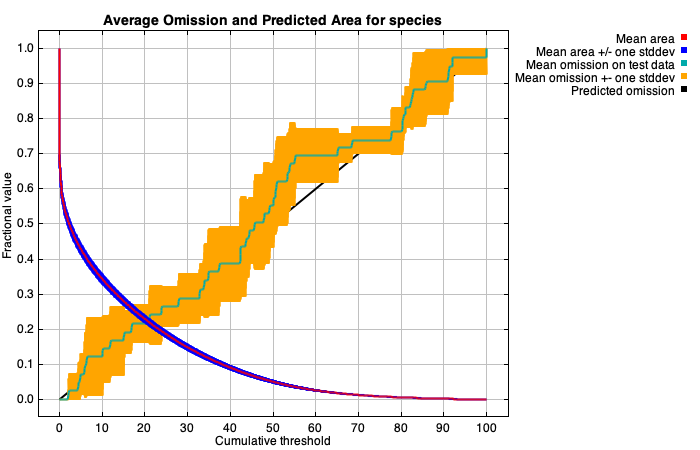 Average Omission and Predicted Area for species
Mean area
Mean area +/- one stddev
Mean omission on test data
Mean omission +- one stddev
Predicted omission
Fractional value
1.0
0.9
0.8
0.7
0.6
0.5
0.4
0.3
0.2
0.1
0.0
0 10 20 30 40 50 60 70 80 90 100
Cumulative threshold